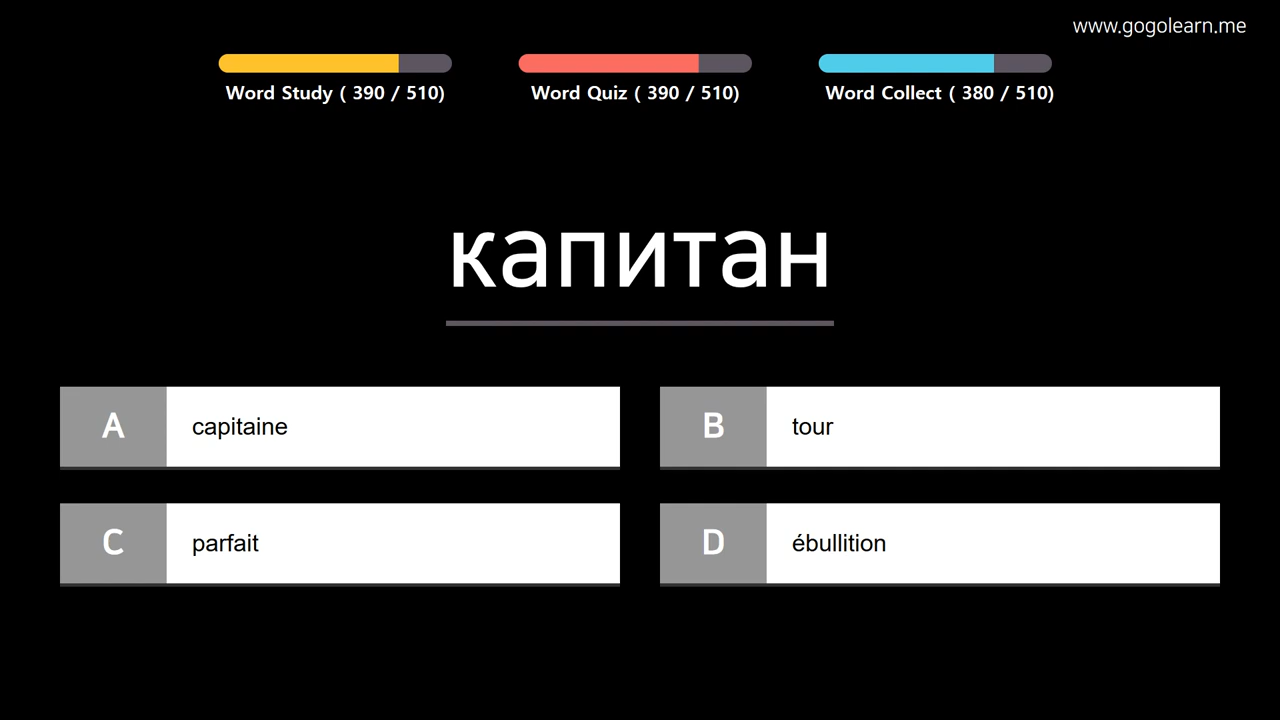 www.gogolearn.me
Word Study ( 390 / 510)
Word Quiz ( 390 / 510)
Word Collect ( 380 / 510)
капитан
A capitaine
B tour
C parfait
D ébullition